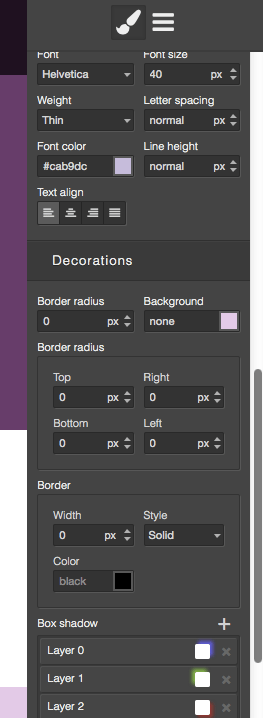 Font Font size
Helvetica 40 px
Weight Letter spacing
Thin normal px
Font color Line height
#cab9dc normal px
Text align
Decorations
Border radius Background
0 px none
Border radius
Top Right
0 px 0 px
Bottom Left
0 px 0 px
Border
Width Style
0 px Solid
Color
black
Box shadow +
Layer 0
Layer 1
Layer 2